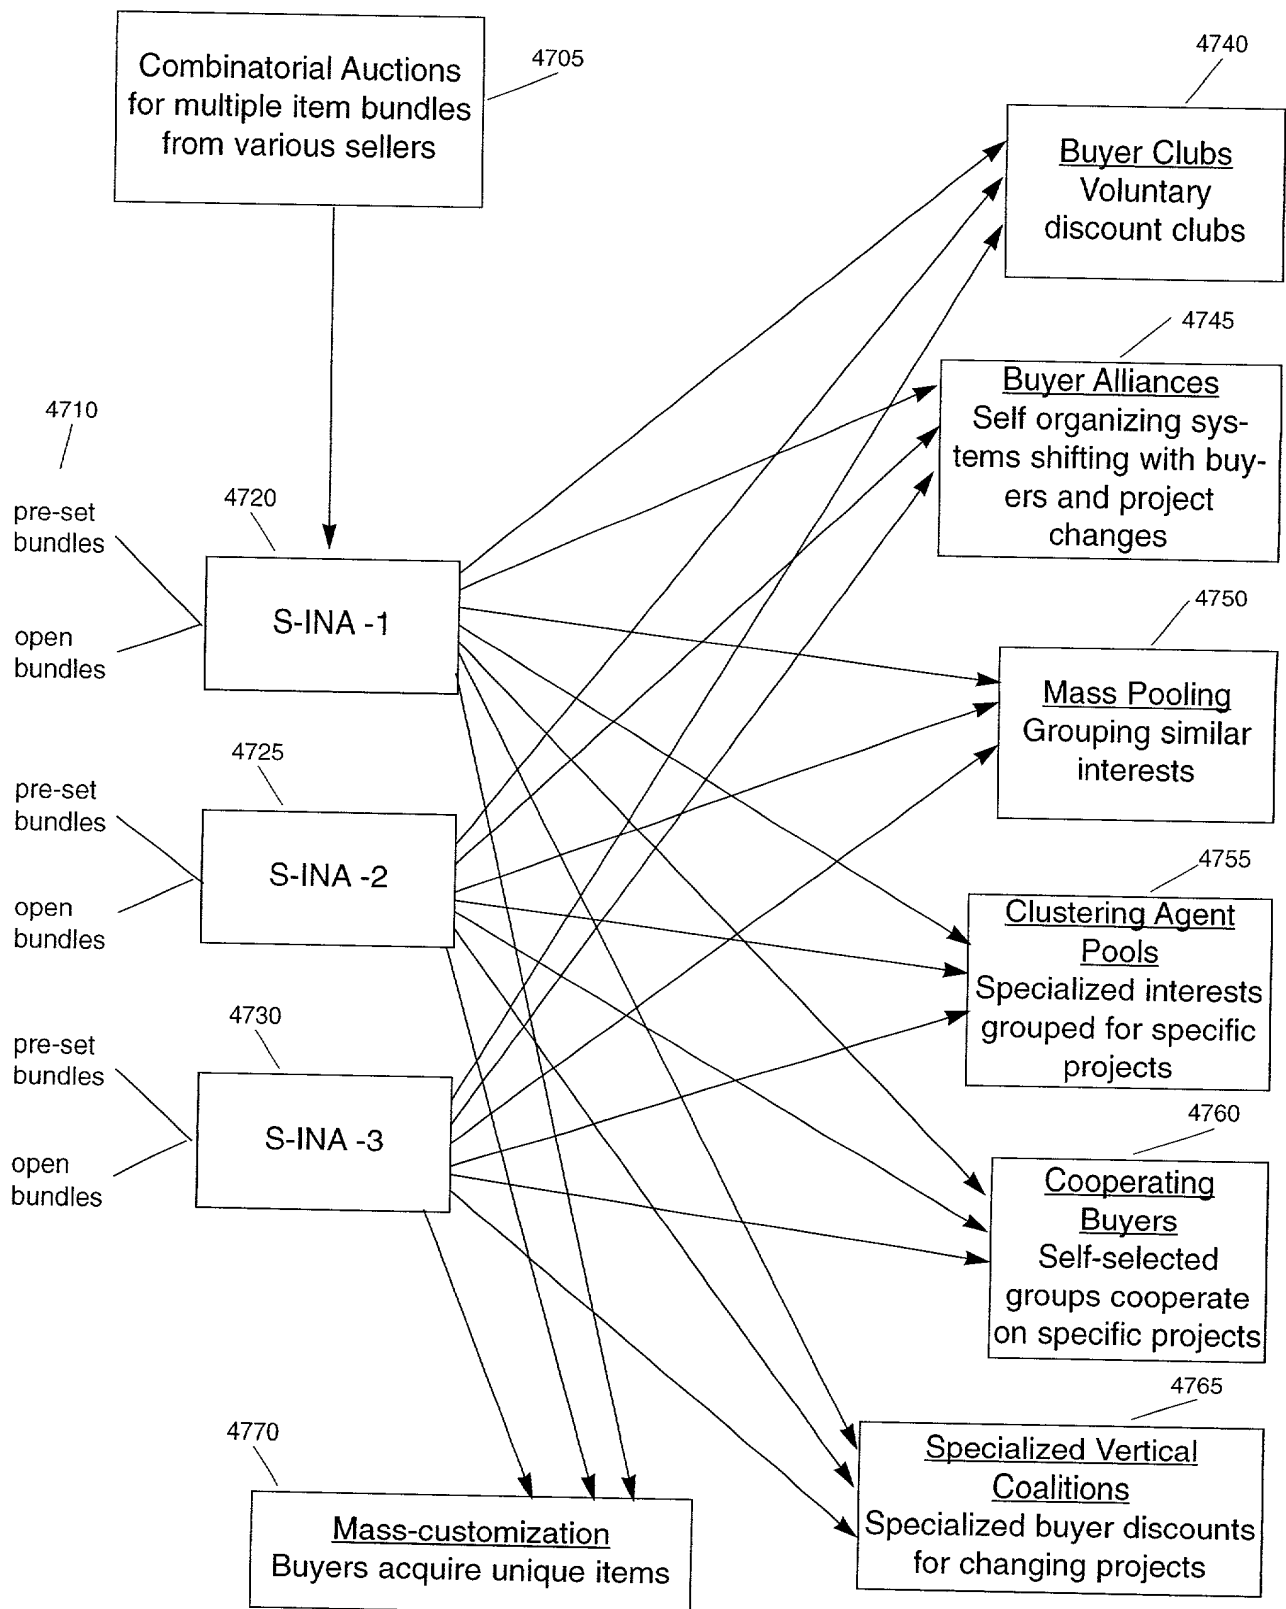 Combinatorial Auctions
for multiple item bundles
from various sellers
4705
4740
Buyer Clubs
Voluntary
discount clubs
4745
Buyer Alliances
Self organizing sys-
tems shifting with buy-
ers and project
changes
4710
pre-set
bundles
open
bundles
4720
S-INA -1
4750
Mass Pooling
Grouping similar
interests
4725
pre-set
bundles
open
bundles
S-INA -2
4755
Clustering Agent
Pools
Specialized interests
grouped for specific
projects
4730
pre-set
bundles
open
bundles
S-INA -3
4760
Cooperating
Buyers
Self-selected
groups cooperate
on specific projects
4765
Specialized Vertical
Coalitions
Specialized buyer discounts
for changing projects
4770
Mass-customization
Buyers acquire unique items